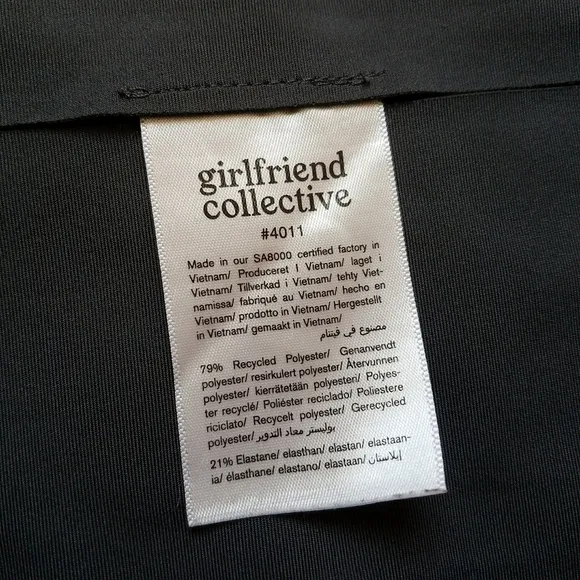 girlfriend
collective
#4011
Made in our SA8000 certified factory in
Vietnam/ Produceret I Vietnam/ laget i
Vietnam/ Tillverkad i Vietnam/ tehty Viet-
namissa/ fabriqué au Vietnam/ hecho en
Vietnam/ prodotto in Vietnam/ Hergestellt
in Vietnam/ gemaakt in Vietnam/
مصنوع في فيتنام
79% Recycled Polyester/ Genanvendt
polyester/ resirkulert polyester/ Återvunnen
polyester/ kierrätetään polyesteri/ Polyes-
ter recyclé/ Poliéster reciclado/ Poliestere
riciclato/ Recycelt polyester/ Gerecycled
polyester/ بوليستر معاد التدوير
21% Elastane/ elasthan/ elastan/ elastaan-
ia/ élasthane/ elastano/ elastaan/ إيلاستان